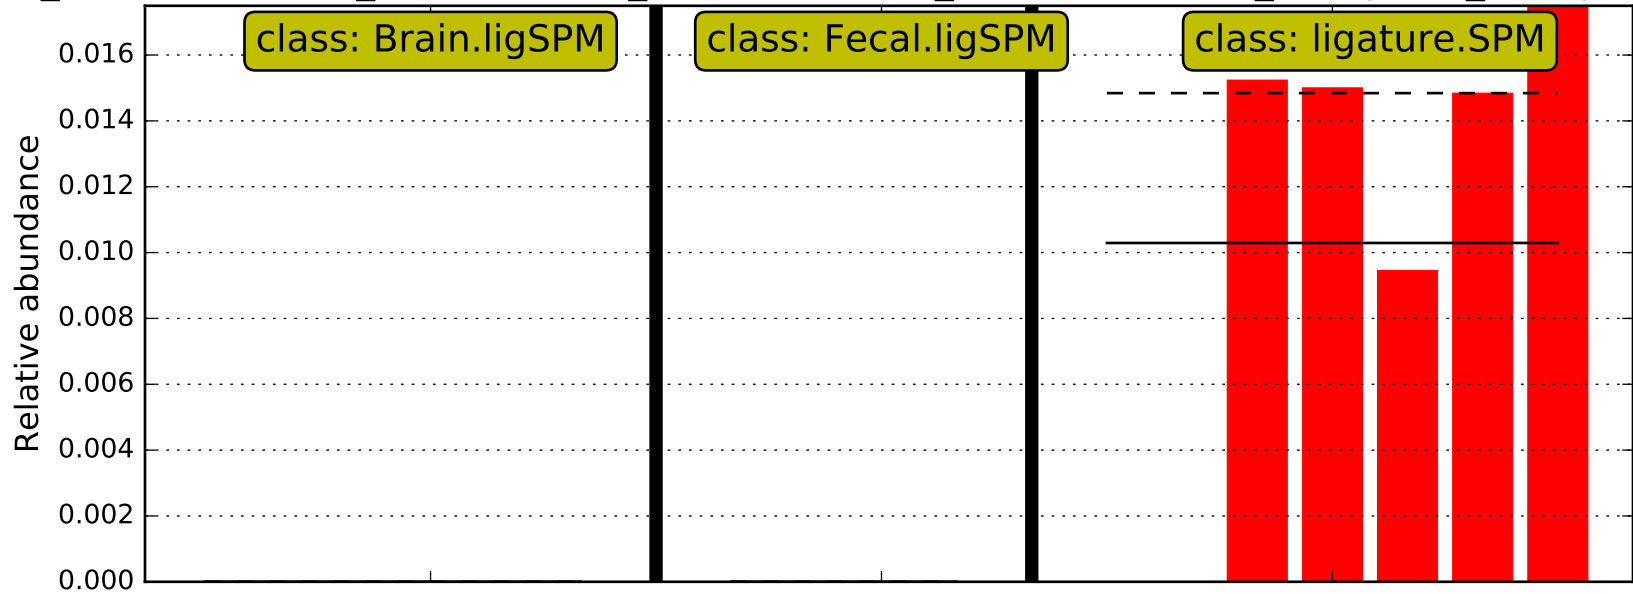 class: Brain.ligSPM
class: Fecal.ligSPM
class: ligature.SPM
Relative abundance
0.016
0.014
0.012
0.010
0.008
0.006
0.004
0.002
0.000